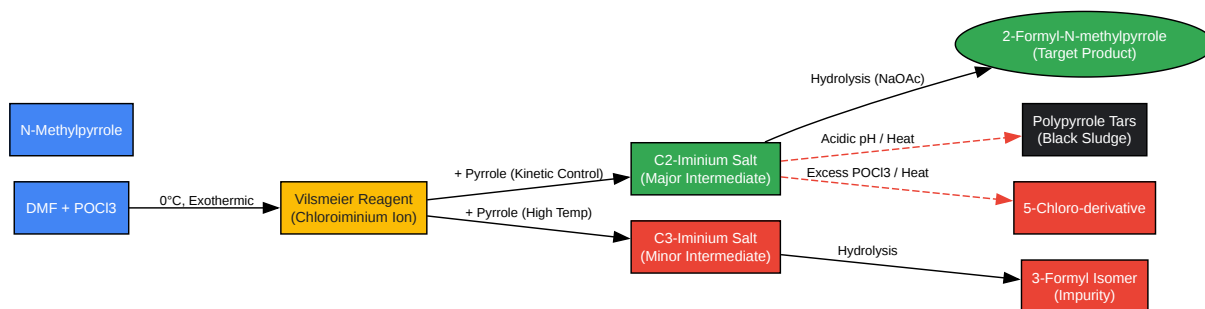 2-Formyl-N-methylpyrrole
(Target Product)
Hydrolysis (NaOAc)
N-Methylpyrrole
Polypyrrole Tars
(Black Sludge)
Acidic pH / Heat
C2-Iminium Salt
(Major Intermediate)
+ Pyrrole (Kinetic Control)
Excess POCl3 / Heat
DMF + POCl3
0°C, Exothermic
Vilsmeier Reagent
(Chloroiminium Ion)
5-Chloro-derivative
+ Pyrrole (High Temp)
C3-Iminium Salt
(Minor Intermediate)
Hydrolysis
3-Formyl Isomer
(Impurity)